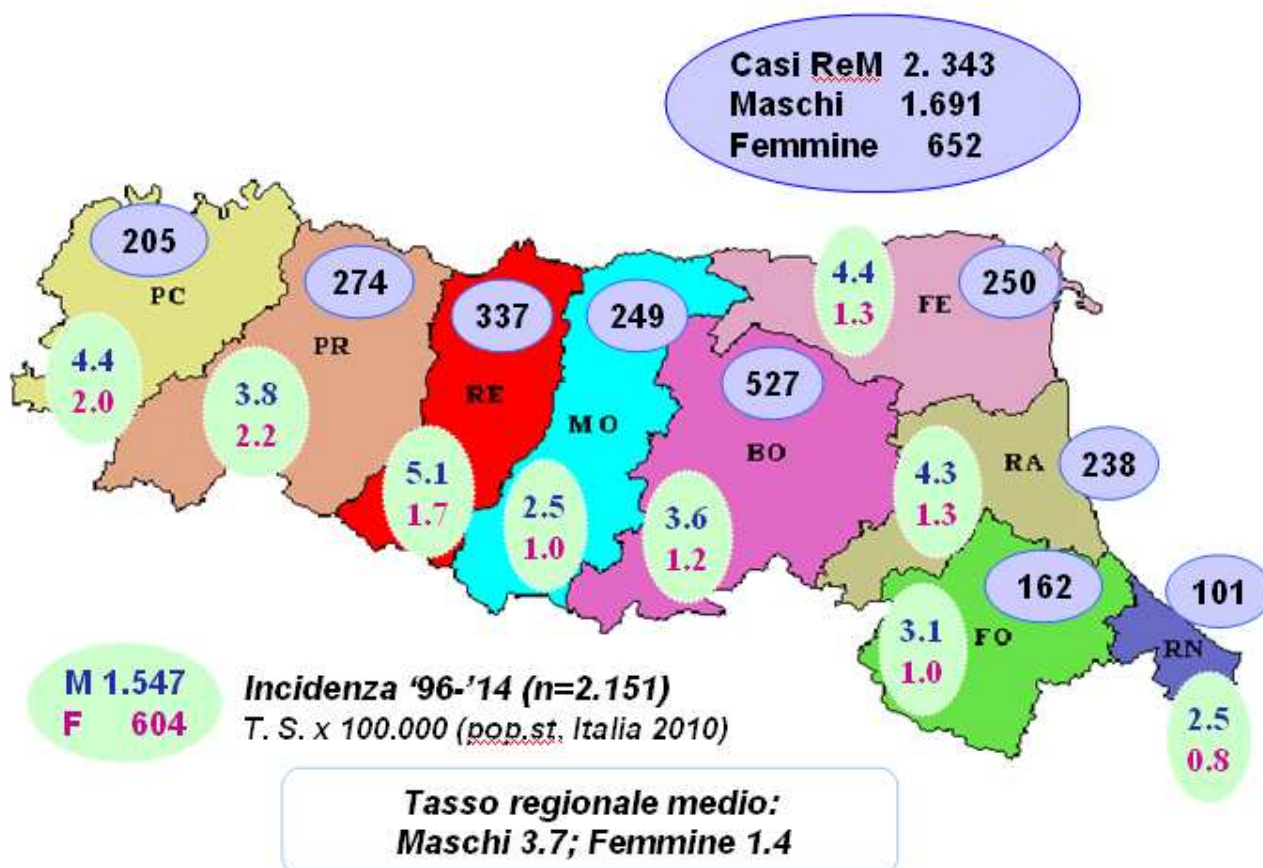 Casi ReM 2. 343
Maschi 1.691
Femmine 652
205
PC
4.4
2.0
274
PR
3.8
2.2
337
RE
5.1
1.7
249
MO
2.5
1.0
527
BO
3.6
1.2
4.4
1.3
250
FE
4.3
1.3
RA
238
162
FO
3.1
1.0
101
RN
2.5
0.8
M 1.547
F 604
Incidenza ‘96-’14 (n=2.151)
T. S. x 100.000 (pop.st. Italia 2010)
Tasso regionale medio:
Maschi 3.7; Femmine 1.4